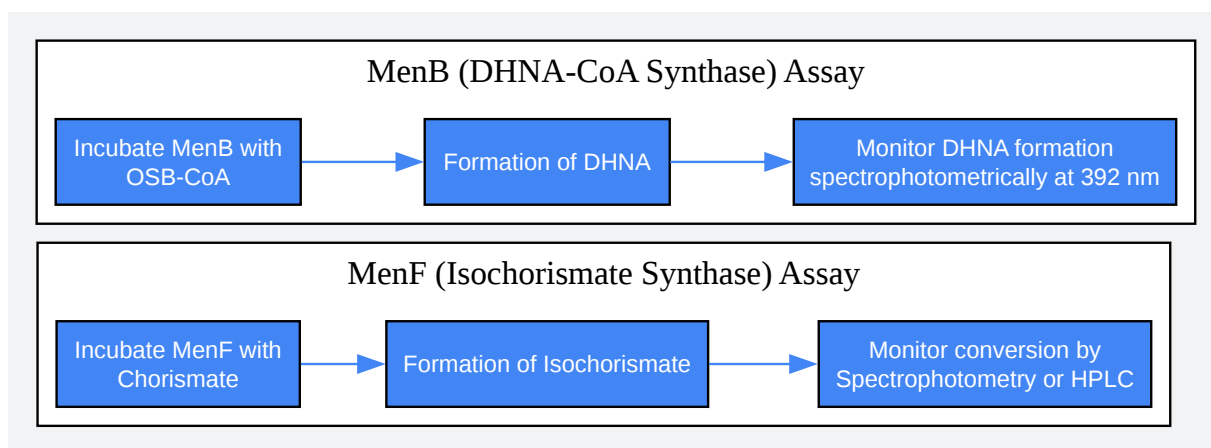 MenB (DHNA-CoA Synthase) Assay
Incubate MenB with
OSB-CoA
Formation of DHNA
Monitor DHNA formation
spectrophotometrically at 392 nm
MenF (Isochorismate Synthase) Assay
Incubate MenF with
Chorismate
Formation of Isochorismate
Monitor conversion by
Spectrophotometry or HPLC